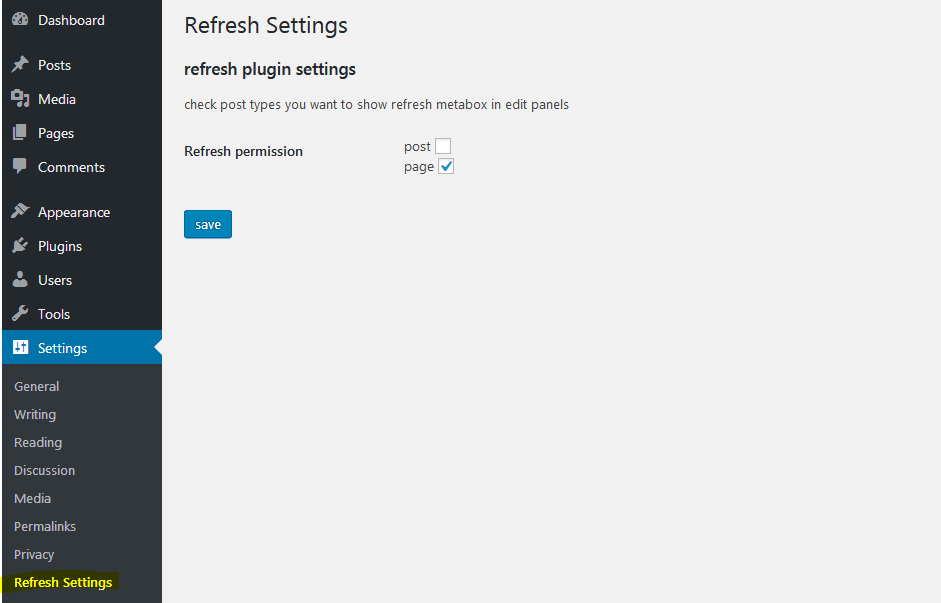 Dashboard
Posts
Media
Pages
Comments
Appearance
Plugins
Users
Tools
Settings
General
Writing
Reading
Discussion
Media
Permalinks
Privacy
Refresh Settings
Refresh Settings
refresh plugin settings
check post types you want to show refresh metabox in edit panels
Refresh permission
post
page
save